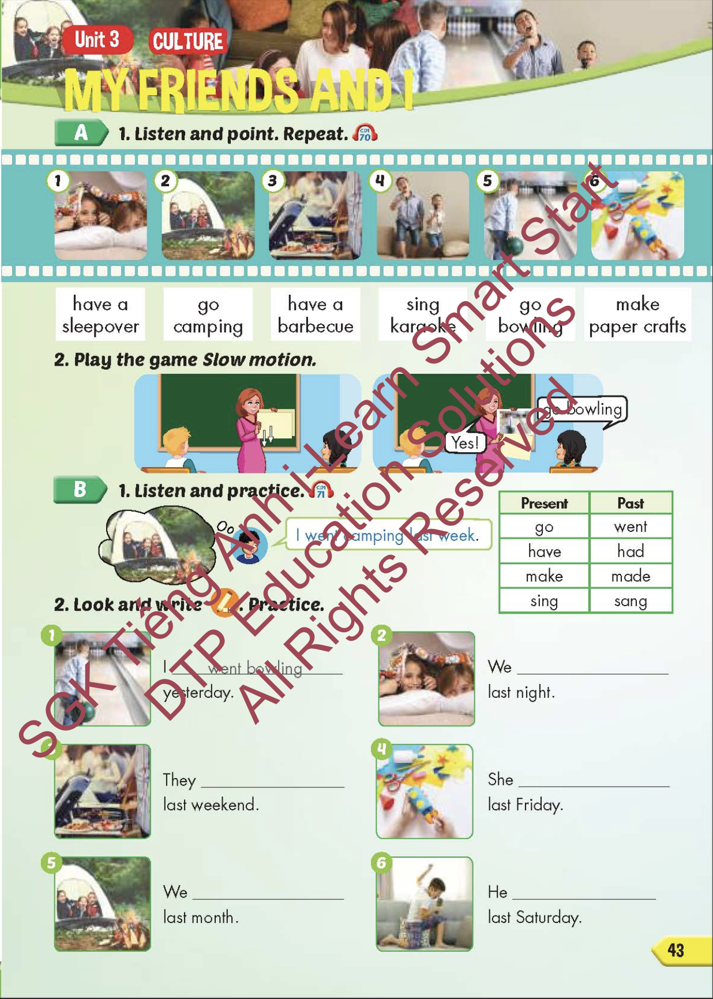 Unit 3 CULTURE
MY FRIENDS AND I
A 1. Listen and point. Repeat. CD1 70
1 2 3 4 5 6
have a sleepover
go camping
have a barbecue
sing karaoke
go bowling
make paper crafts
2. Play the game Slow motion.
go bowling
Yes!
B 1. Listen and practice. CD1 71
I went camping last week.
Present Past
go went
have had
make made
sing sang
2. Look and write . Practice.
1
I went bowling
yesterday.
2
We
last night.
3
They
last weekend.
4
She
last Friday.
5
We
last month.
6
He
last Saturday.
43
SGK Tiếng Anh i-Learn Smart Start
DTP Education Solutions
All Rights Reserved